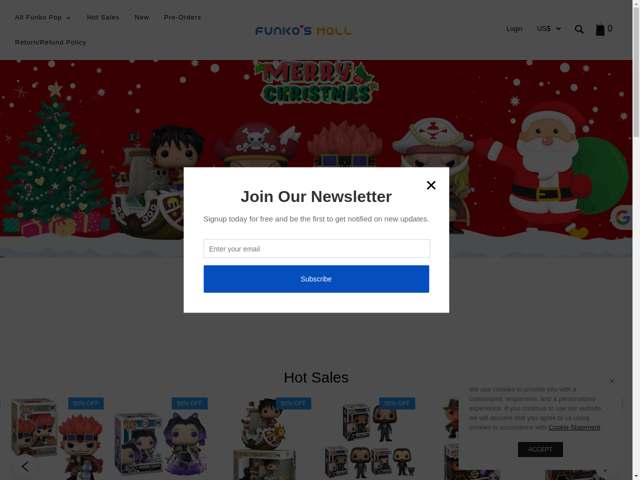 All Funko Pop
Hot Sales
New
Pre-Orders
Return/Refund Policy
FUNKO'S MALL
Login
US$
0
MERRY
CHRISTMAS
Join Our Newsletter
Signup today for free and be the first to get notified on new updates.
Enter your email
Subscribe
Hot Sales
50% OFF
50% OFF
50% OFF
50% OFF
We use cookies to provide you with a
customized, responsive, and a personalized
experience. If you continue to use our website,
we will assume that you agree to us using
cookies in accordance with Cookie Statement.
ACCEPT